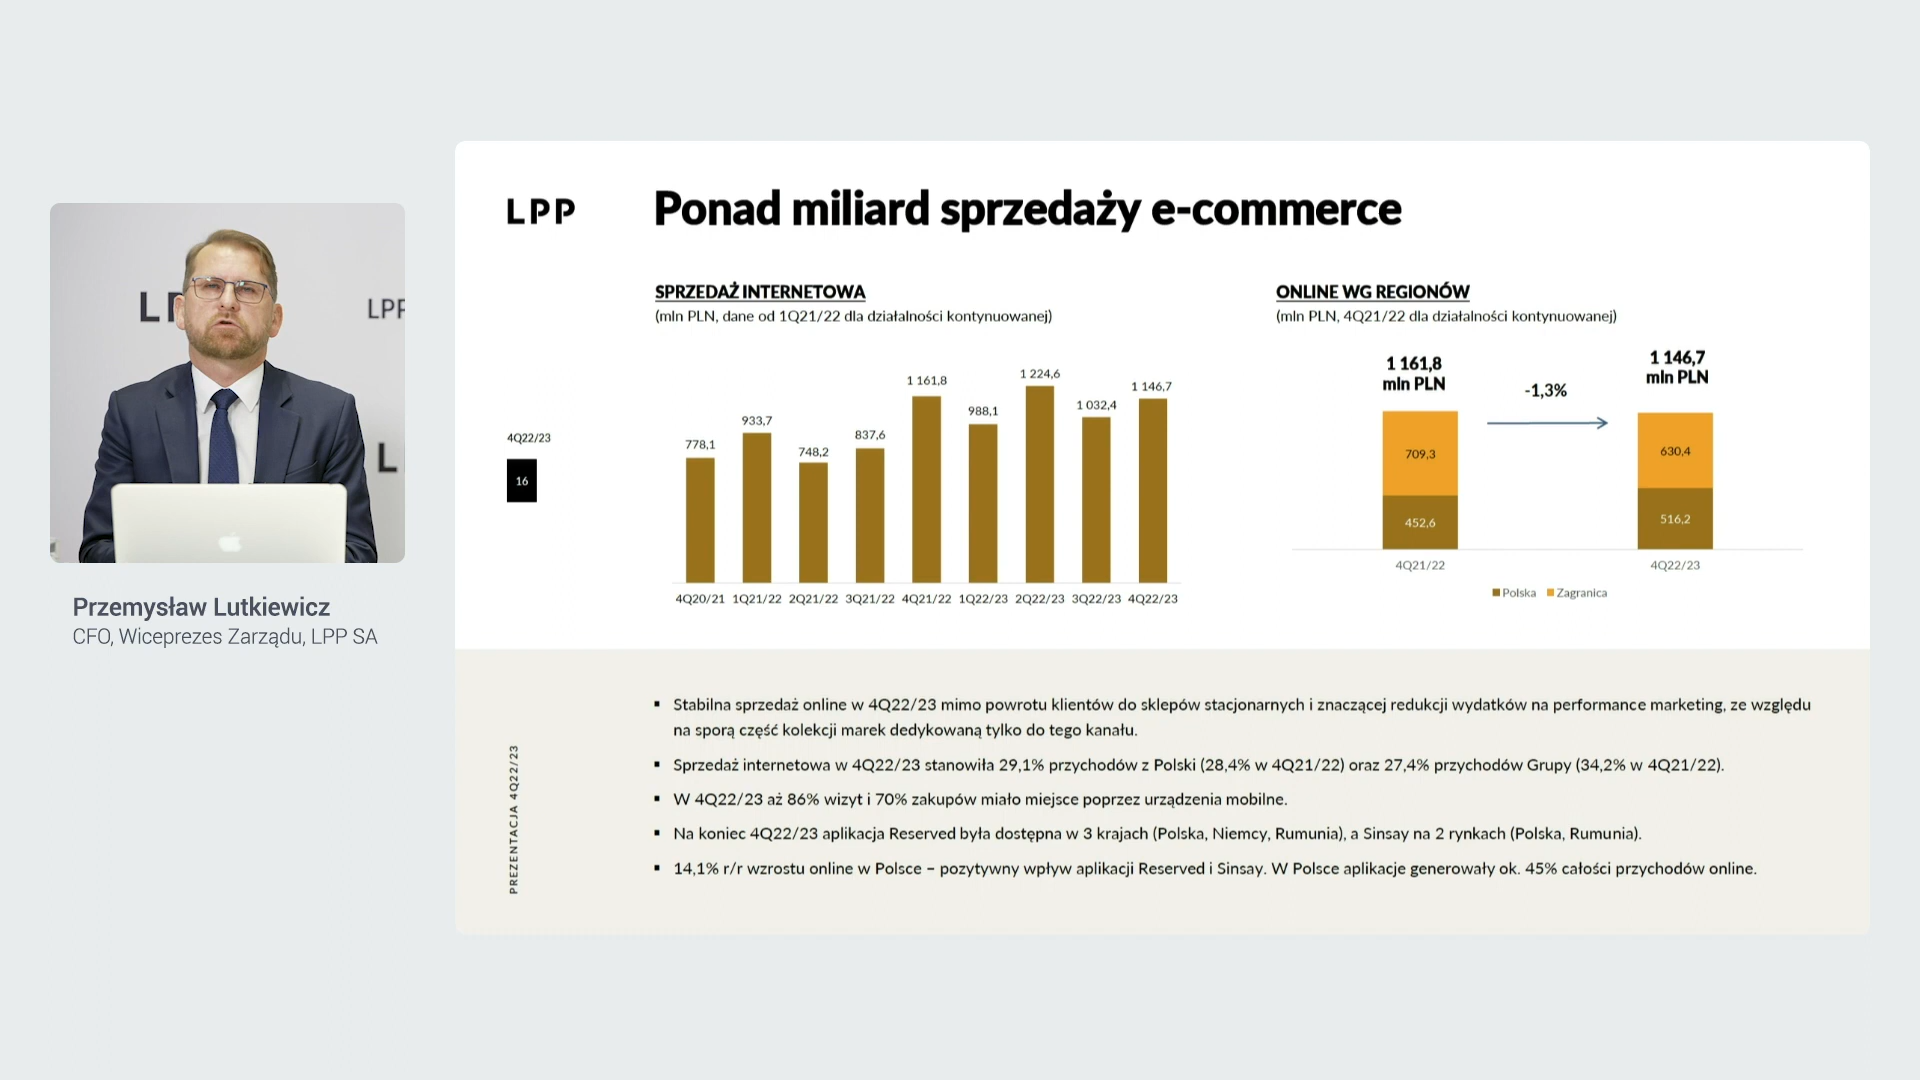 LPP
LPP
L
Przemysław Lutkiewicz
CFO, Wiceprezes Zarządu, LPP SA
LPP
Ponad miliard sprzedaży e-commerce
4Q22/23
16
PREZENTACJA 4Q22/23
SPRZEDAŻ INTERNETOWA
(mln PLN, dane od 1Q21/22 dla działalności kontynuowanej)
778,1
933,7
748,2
837,6
1 161,8
988,1
1 224,6
1 032,4
1 146,7
4Q20/21 1Q21/22 2Q21/22 3Q21/22 4Q21/22 1Q22/23 2Q22/23 3Q22/23 4Q22/23
ONLINE WG REGIONÓW
(mln PLN, 4Q21/22 dla działalności kontynuowanej)
1 161,8
mln PLN
-1,3%
1 146,7
mln PLN
709,3
452,6
630,4
516,2
4Q21/22 4Q22/23
Polska Zagranica
▪ Stabilna sprzedaż online w 4Q22/23 mimo powrotu klientów do sklepów stacjonarnych i znaczącej redukcji wydatków na performance marketing, ze względu
na sporą część kolekcji marek dedykowaną tylko do tego kanału.
▪ Sprzedaż internetowa w 4Q22/23 stanowiła 29,1% przychodów z Polski (28,4% w 4Q21/22) oraz 27,4% przychodów Grupy (34,2% w 4Q21/22).
▪ W 4Q22/23 aż 86% wizyt i 70% zakupów miało miejsce poprzez urządzenia mobilne.
▪ Na koniec 4Q22/23 aplikacja Reserved była dostępna w 3 krajach (Polska, Niemcy, Rumunia), a Sinsay na 2 rynkach (Polska, Rumunia).
▪ 14,1% r/r wzrostu online w Polsce – pozytywny wpływ aplikacji Reserved i Sinsay. W Polsce aplikacje generowały ok. 45% całości przychodów online.